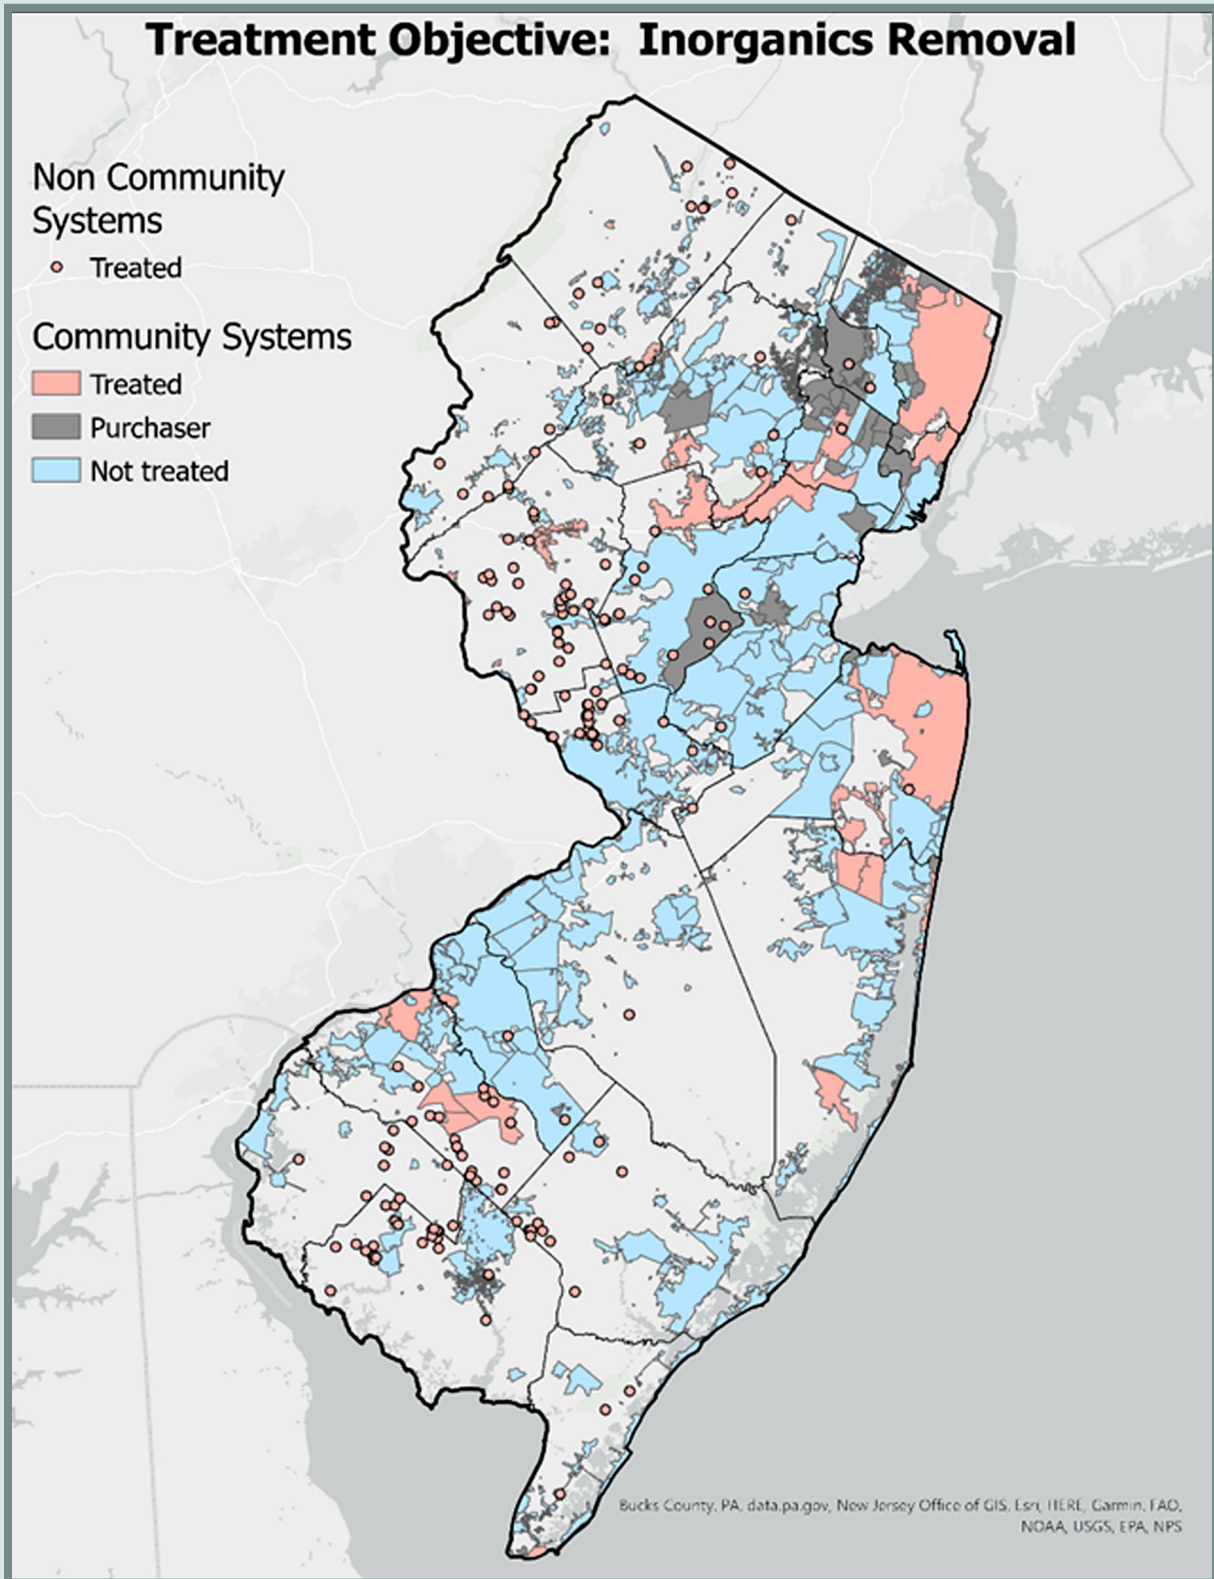 Treatment Objective: Inorganics Removal
Non Community
Systems
Treated
Community Systems
Treated
Purchaser
Not treated
Bucks County, PA, data.pa.gov, New Jersey Office of GIS, Esri, HERE, Garmin, FAO,
NOAA, USGS, EPA, NPS